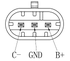 C- GND B+